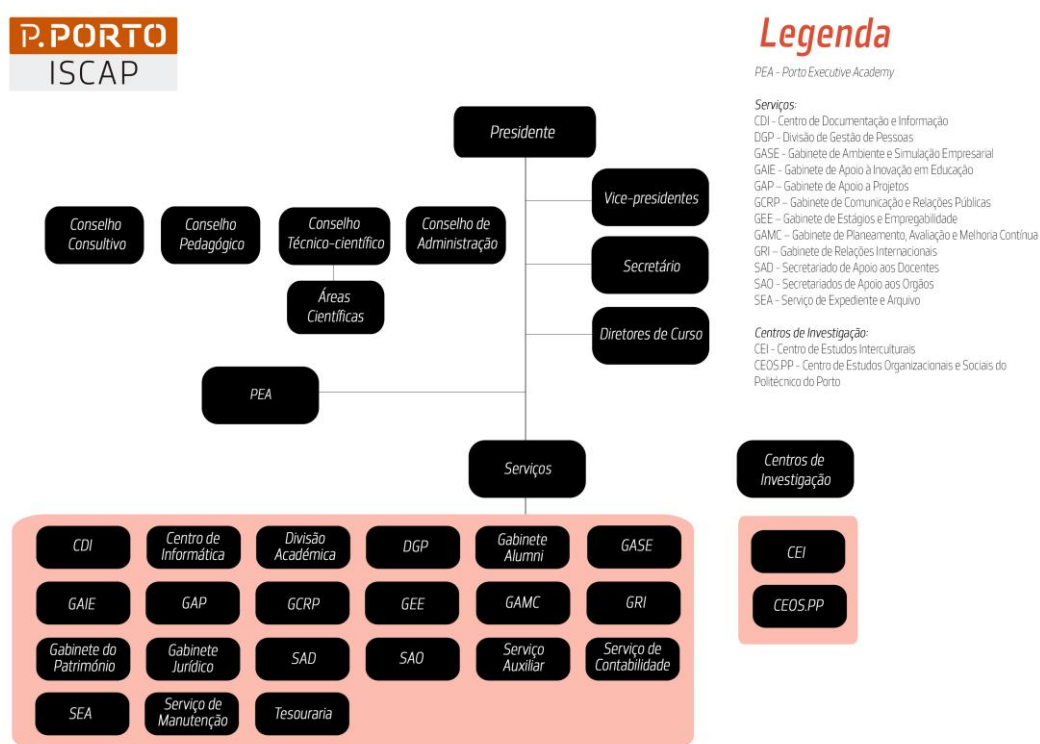 P.PORTO
ISCAP
Legenda
PEA - Porto Executive Academy
Serviços:
CDI - Centro de Documentação e Informação
DGP - Divisão de Gestão de Pessoas
GASE - Gabinete de Ambiente e Simulação Empresarial
GAIE - Gabinete de Apoio à Inovação em Educação
GAP - Gabinete de Apoio a Projetos
GCRP - Gabinete de Comunicação e Relações Públicas
GEE - Gabinete de Estágios e Empregabilidade
GAMC – Gabinete de Planeamento, Avaliação e Melhoria Contínua
GRI – Gabinete de Relações Internacionais
SAD - Secretariado de Apoio aos Docentes
SAO - Secretariados de Apoio aos Orgãos
SEA - Serviço de Expediente e Arquivo
Centros de Investigação:
CEI - Centro de Estudos Interculturais
CEOS.PP - Centro de Estudos Organizacionais e Sociais do
Politécnico do Porto
Presidente
Vice-presidentes
Conselho
Consultivo
Conselho
Pedagógico
Conselho
Técnico-científico
Conselho de
Administração
Secretário
Áreas
Científicas
Diretores de Curso
PEA
Serviços
Centros de
Investigação
CDI
Centro de
Informática
Divisão
Académica
DGP
Gabinete
Alumni
GASE
GAIE
GAP
GCRP
GEE
GAMC
GRI
Gabinete do
Património
Gabinete
Jurídico
SAD
SAO
Serviço
Auxiliar
Serviço de
Contabilidade
SEA
Serviço de
Manutenção
Tesouraria
CEI
CEOS.PP